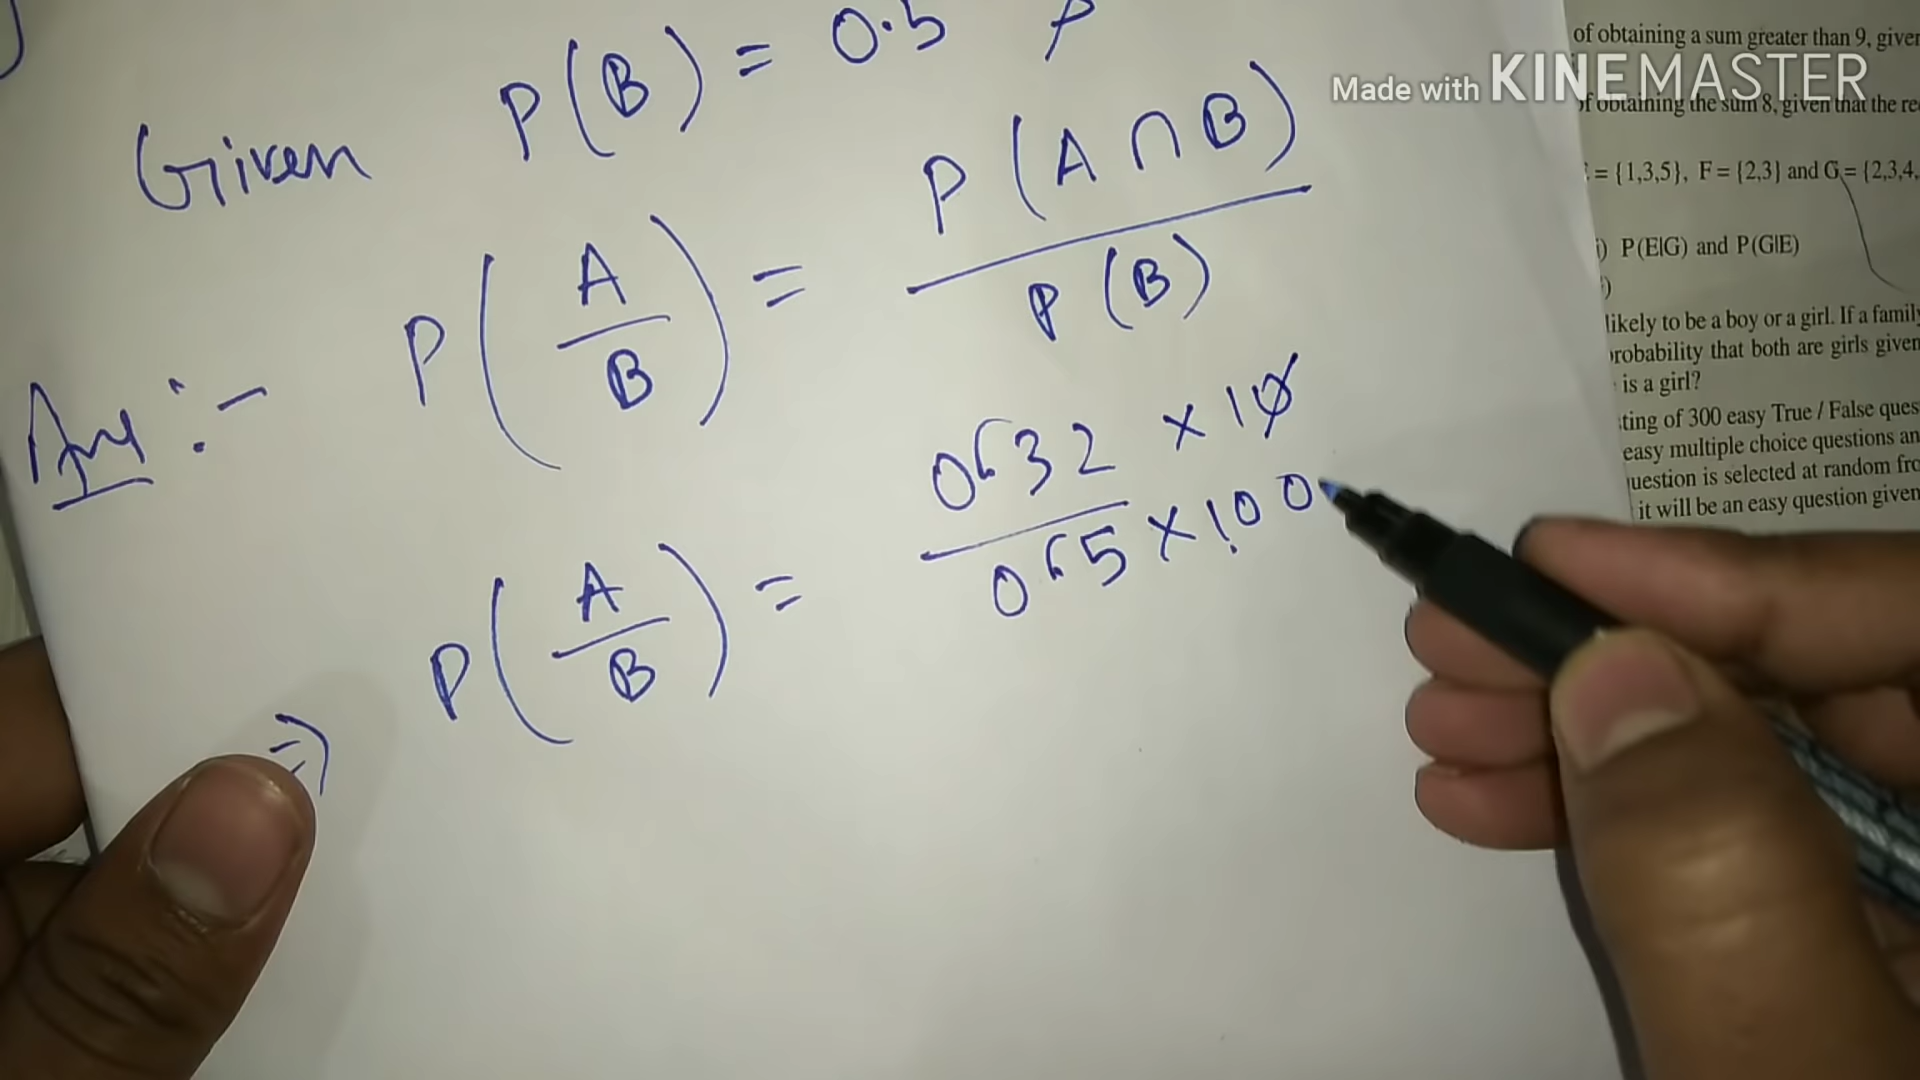 Given P(B) = 0.5 P
P(A/B) = P(A ∩ B) / P(B)
Ans :-
P(A/B) = 0.32 × 10 / 0.5 × 100
⇒
Made with KINEMASTER
of obtaining a sum greater than 9, given
of obtaining the sum 8, given that the re
= {1,3,5}, F = {2,3} and G = {2,3,4,
i) P(E|G) and P(G|E)
)
likely to be a boy or a girl. If a family
probability that both are girls given
is a girl?
ting of 300 easy True / False ques
easy multiple choice questions an
uestion is selected at random fro
it will be an easy question given